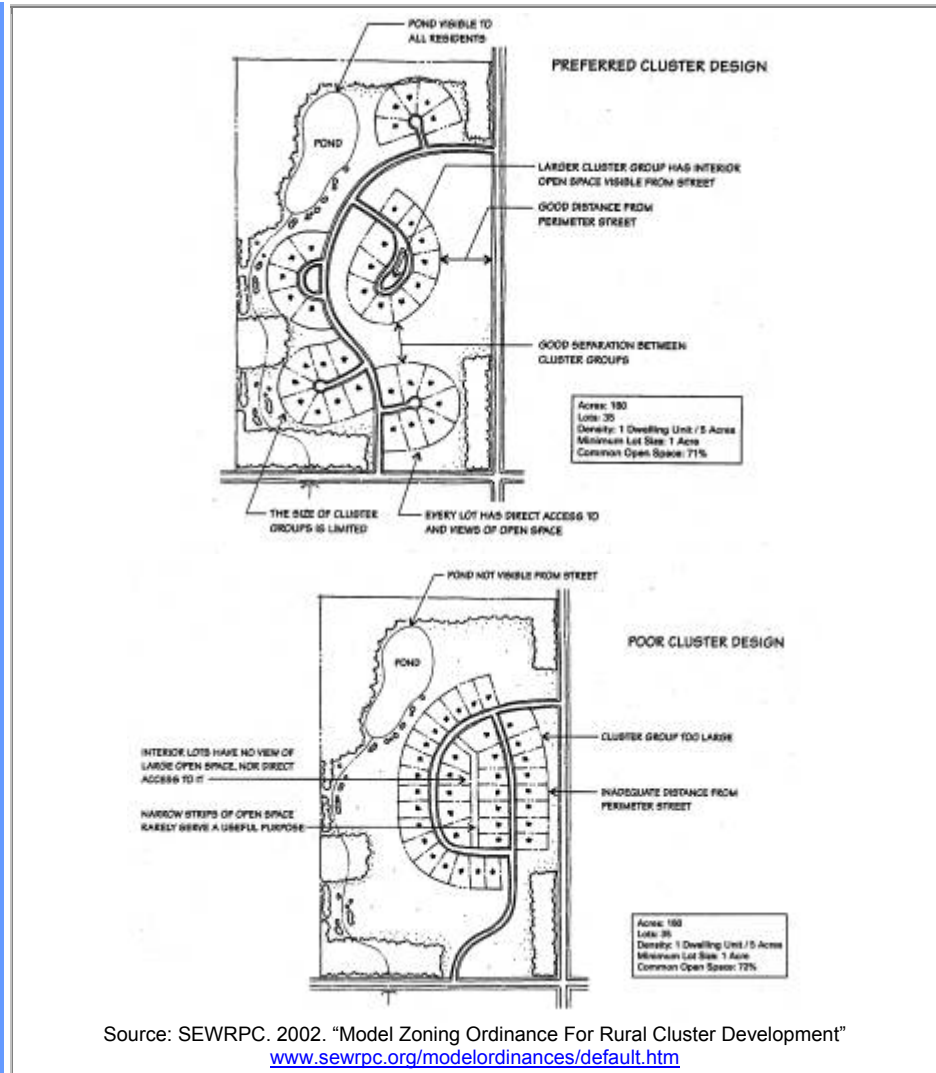 POND VISIBLE TO
ALL RESIDENTS
PREFERRED CLUSTER DESIGN
POND
LARGER CLUSTER GROUP HAS INTERIOR
OPEN SPACE VISIBLE FROM STREET
GOOD DISTANCE FROM
PERIMETER STREET
GOOD SEPARATION BETWEEN
CLUSTER GROUPS
Acres:
Lots:
Density: 1 Dwelling Unit / 5 Acres
Minimum Lot Size: 1 Acre
Common Open Space: 71%
THE SIZE OF CLUSTER
GROUPS IS LIMITED
EVERY LOT HAS DIRECT ACCESS TO
AND VIEWS OF OPEN SPACE
POND NOT VISIBLE FROM STREET
POOR CLUSTER DESIGN
POND
CLUSTER GROUP TOO LARGE
INTERIOR LOTS HAVE NO VIEW OF
LARGE OPEN SPACE, NOR DIRECT
ACCESS TO IT
INADEQUATE DISTANCE FROM
PERIMETER STREET
NARROW STRIPS OF OPEN SPACE
RARELY SERVE A USEFUL PURPOSE
Acres:
Lots:
Density: 1 Dwelling Unit / 5 Acres
Minimum Lot Size: 1 Acre
Common Open Space: 72%
Source: SEWRPC. 2002. “Model Zoning Ordinance For Rural Cluster Development”
www.sewrpc.org/modelordinances/default.htm